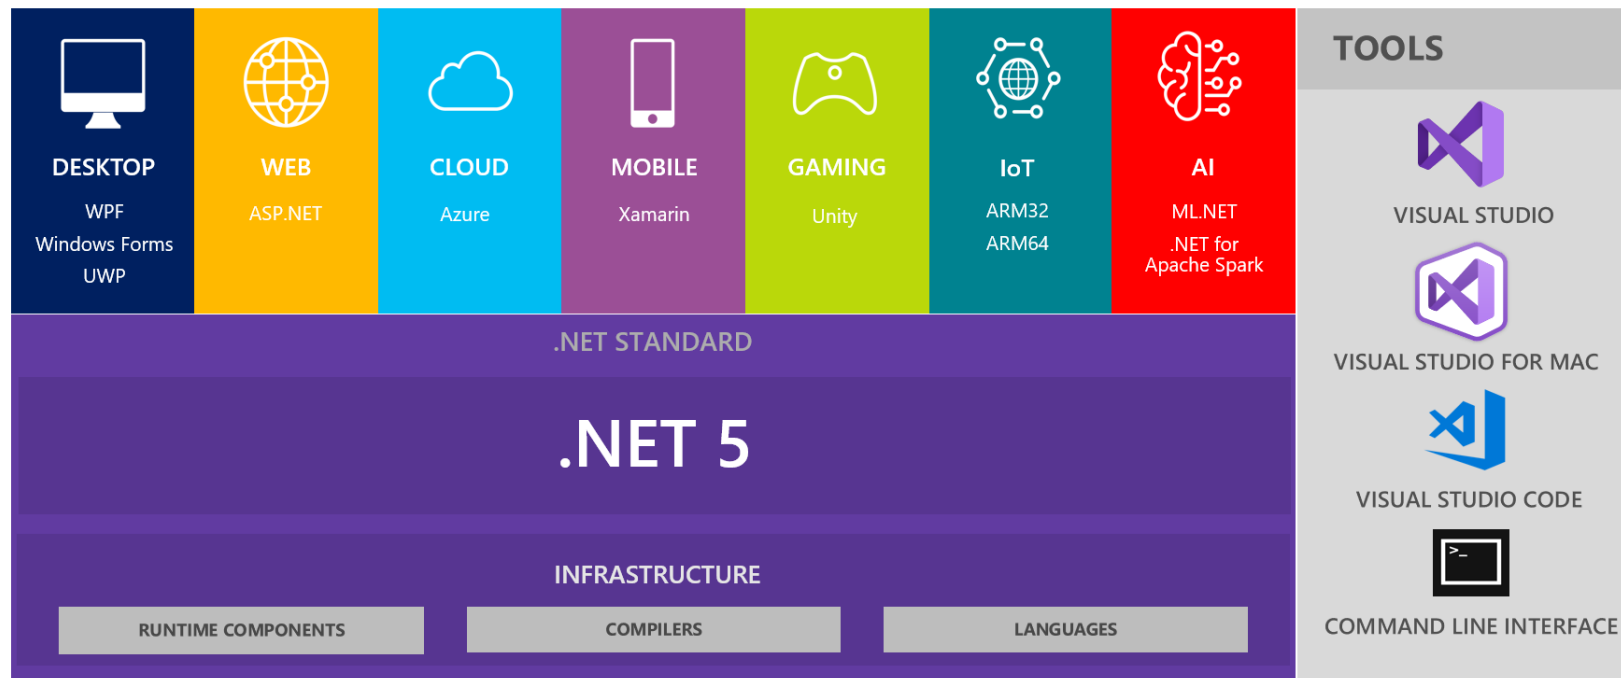 DESKTOP
WPF
Windows Forms
UWP
WEB
ASP.NET
CLOUD
Azure
MOBILE
Xamarin
GAMING
Unity
IoT
ARM32
ARM64
AI
ML.NET
.NET for
Apache Spark
.NET STANDARD
.NET 5
INFRASTRUCTURE
RUNTIME COMPONENTS
COMPILERS
LANGUAGES
TOOLS
VISUAL STUDIO
VISUAL STUDIO FOR MAC
VISUAL STUDIO CODE
>_
COMMAND LINE INTERFACE